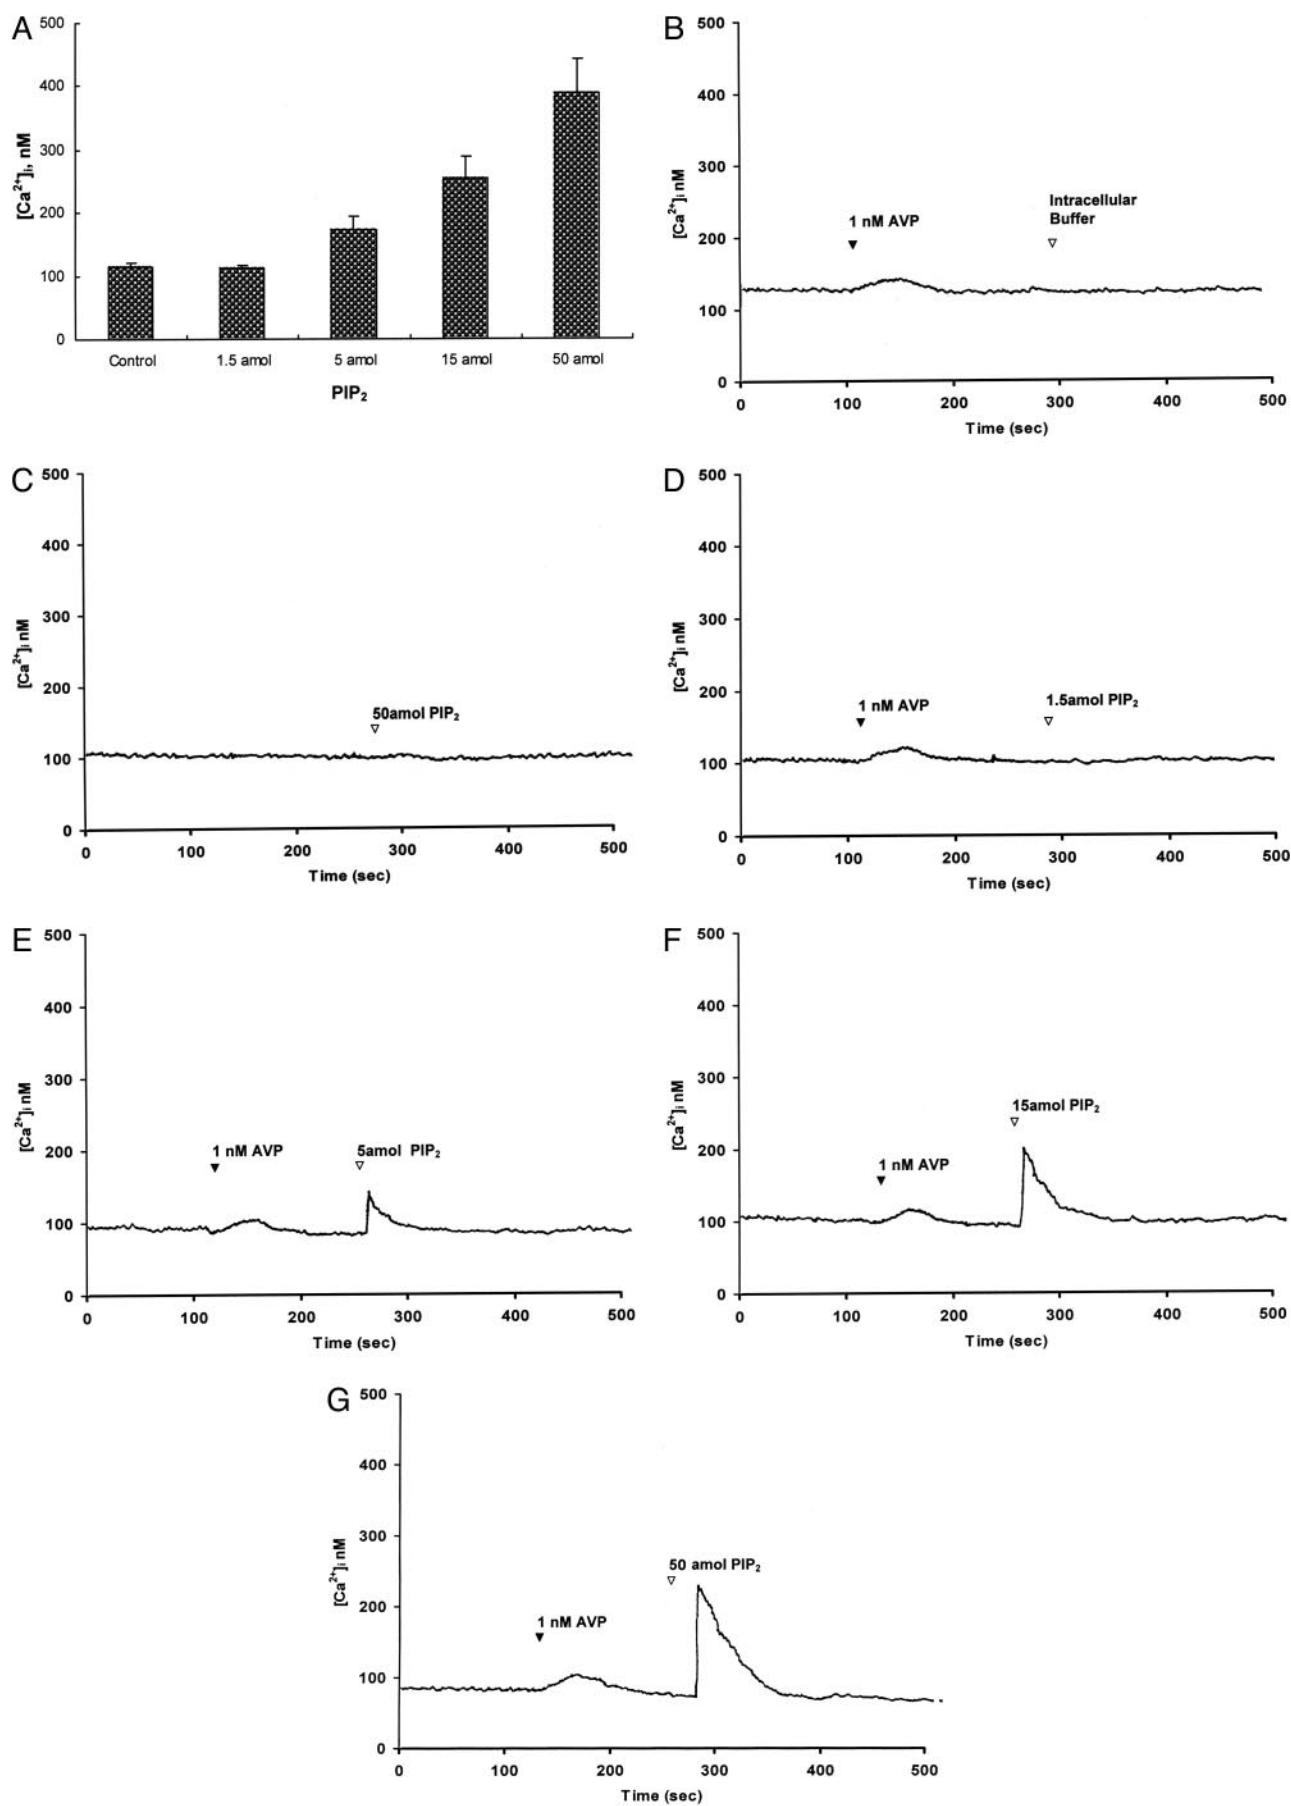 A
500
400
300
200
100
0
[Ca²⁺]i, nM
Control 1.5 amol 5 amol 15 amol 50 amol
PIP₂
B
500
400
300
200
100
0
[Ca²⁺]i nM
1 nM AVP
Intracellular
Buffer
0 100 200 300 400 500
Time (sec)
C
500
400
300
200
100
0
[Ca²⁺]i nM
50amol PIP₂
0 100 200 300 400 500
Time (sec)
D
500
400
300
200
100
0
[Ca²⁺]i nM
1 nM AVP
1.5amol PIP₂
0 100 200 300 400 500
Time (sec)
E
500
400
300
200
100
0
[Ca²⁺]i nM
1 nM AVP
5amol PIP₂
0 100 200 300 400 500
Time (sec)
F
500
400
300
200
100
0
[Ca²⁺]i nM
1 nM AVP
15amol PIP₂
0 100 200 300 400 500
Time (sec)
G
500
400
300
200
100
0
[Ca²⁺]i nM
1 nM AVP
50 amol PIP₂
0 100 200 300 400 500
Time (sec)